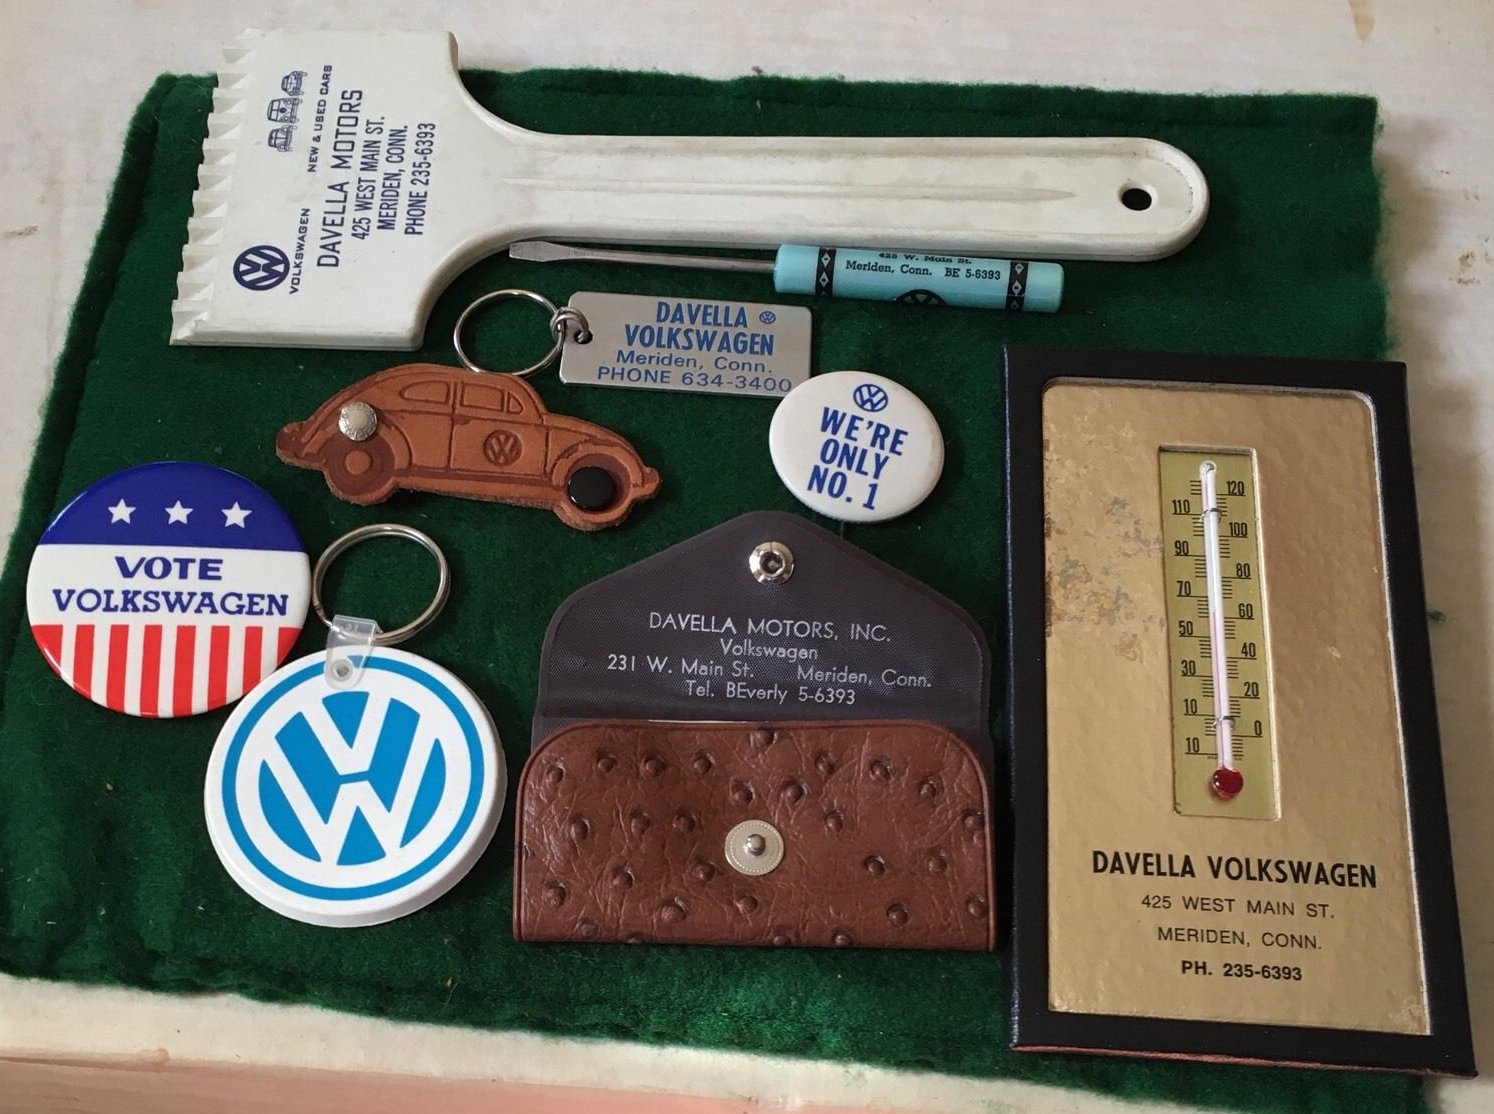 VOLKSWAGEN NEW & USED CARS
DAVELLA MOTORS
425 WEST MAIN ST.
MERIDEN, CONN.
PHONE 235-6393
425 W. Main St.
Meriden, Conn. BE 5-6393
DAVELLA
VOLKSWAGEN
Meriden, Conn.
PHONE 634-3400
WE'RE
ONLY
NO. 1
VOTE
VOLKSWAGEN
DAVELLA MOTORS, INC.
Volkswagen
231 W. Main St. Meriden, Conn.
Tel. BEverly 5-6393
120
110
100
90
80
70
60
50
40
30
20
10
0
10
DAVELLA VOLKSWAGEN
425 WEST MAIN ST.
MERIDEN, CONN.
PH. 235-6393